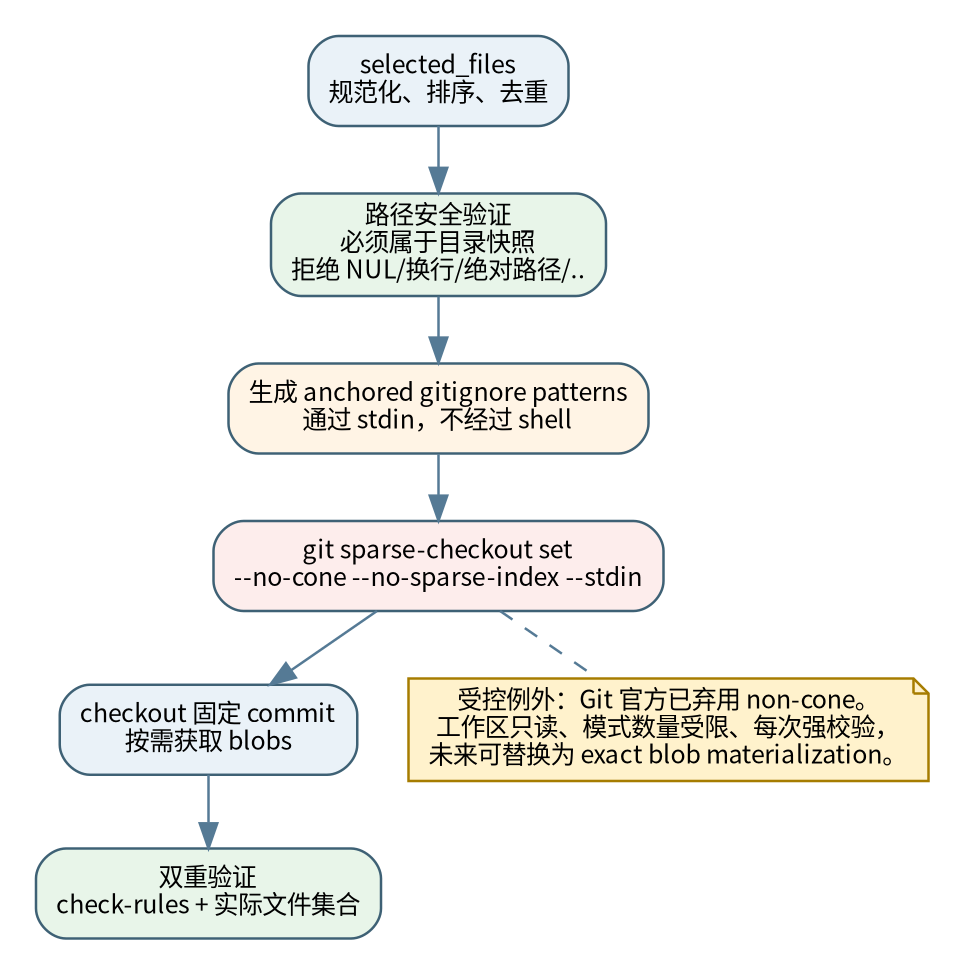 selected_files
规范化、排序、去重
路径安全验证
必须属于目录快照
拒绝 NUL/换行/绝对路径/..
生成 anchored gitignore patterns
通过 stdin，不经过 shell
git sparse-checkout set
--no-cone --no-sparse-index --stdin
checkout 固定 commit
按需获取 blobs
受控例外：Git 官方已弃用 non-cone。
工作区只读、模式数量受限、每次强校验，
未来可替换为 exact blob materialization。
双重验证
check-rules + 实际文件集合